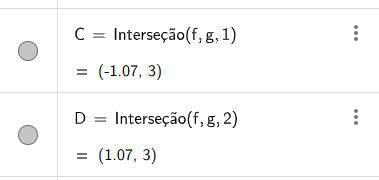 C = Interseção(f, g, 1)
= (-1.07, 3)
D = Interseção(f, g, 2)
= (1.07, 3)